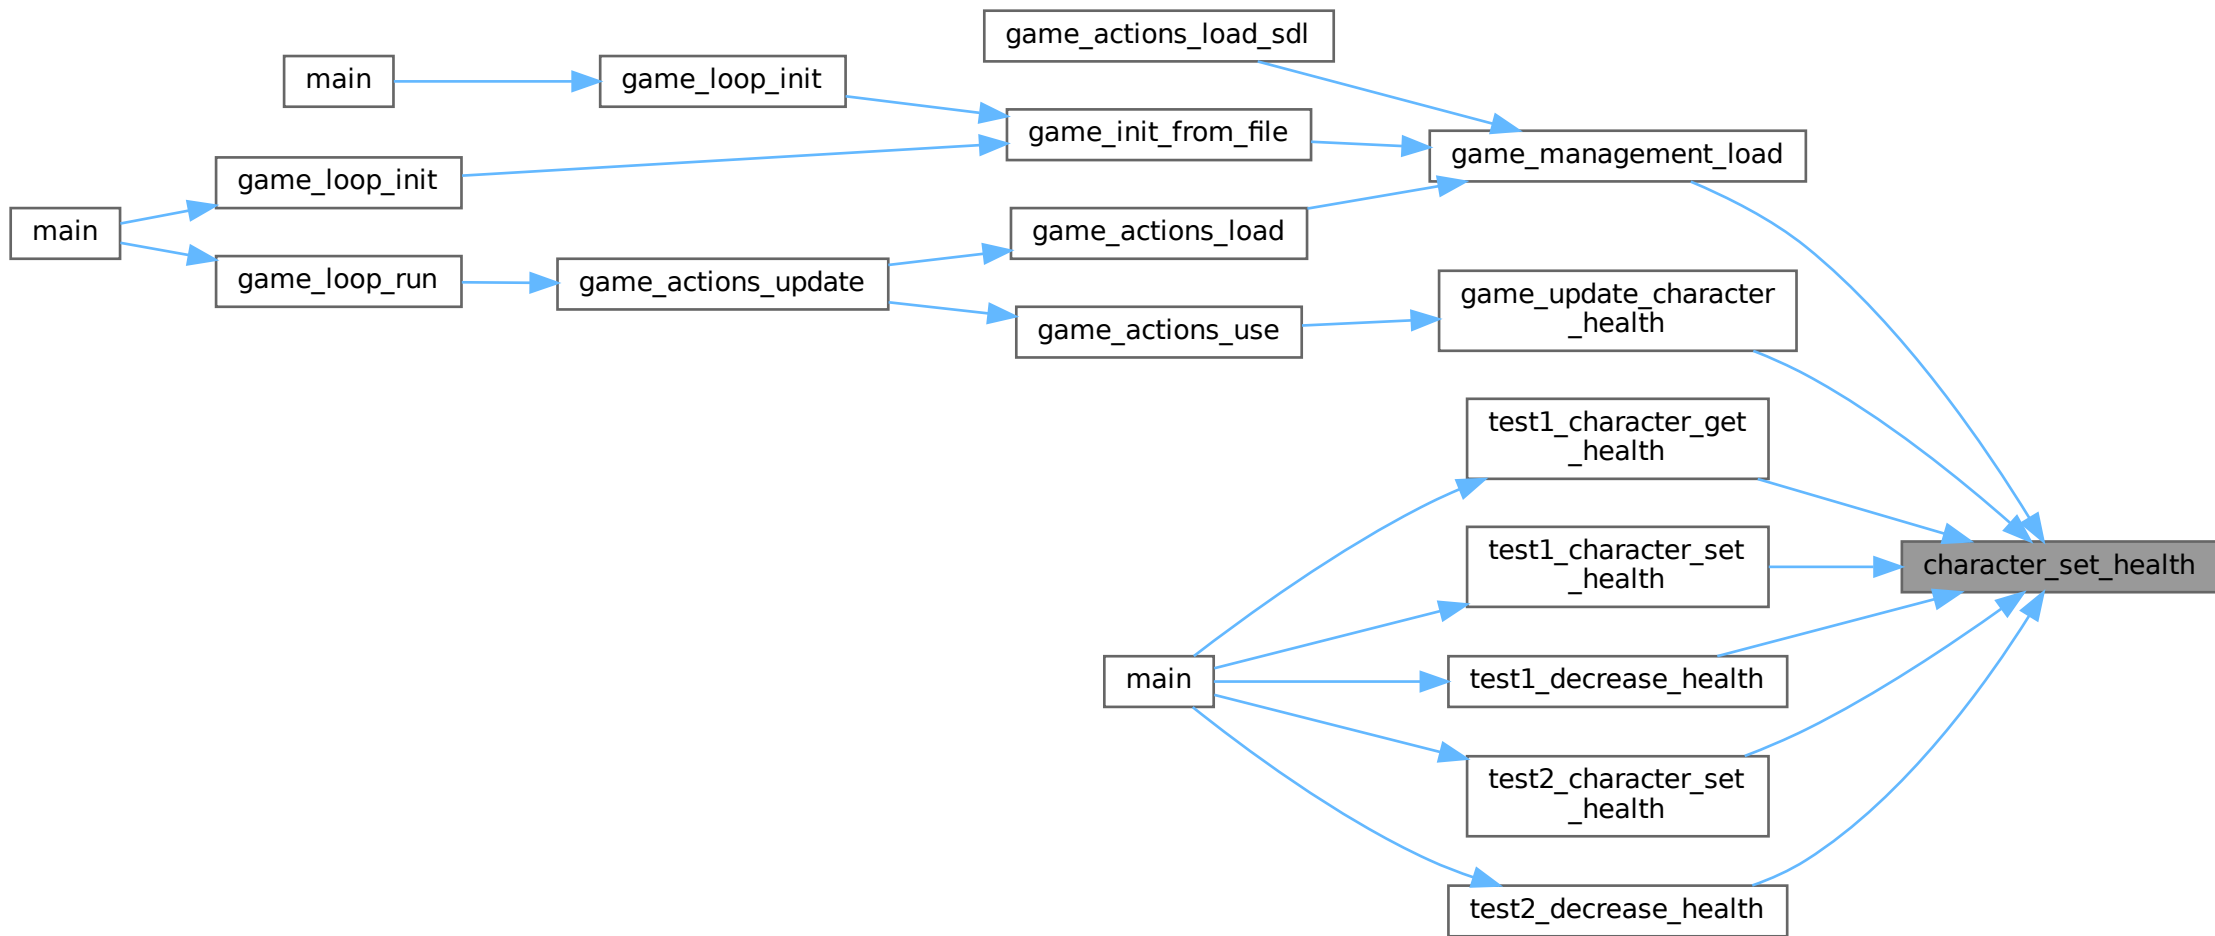 game_actions_load_sdl
main
game_loop_init
game_init_from_file
game_management_load
game_loop_init
main
game_actions_load
game_loop_run
game_actions_update
game_update_character
_health
game_actions_use
test1_character_get
_health
test1_character_set
_health
character_set_health
main
test1_decrease_health
test2_character_set
_health
test2_decrease_health